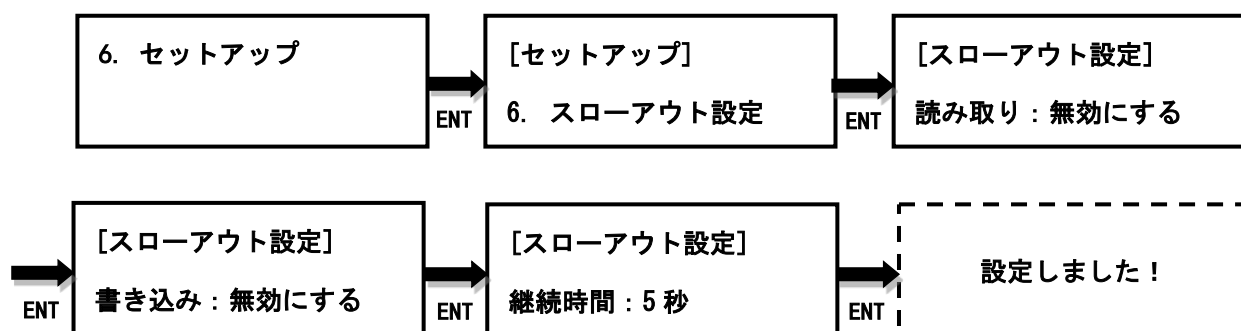 6. セットアップ
ENT
[セットアップ]
6. スローアウト設定
ENT
[スローアウト設定]
読み取り：無効にする
ENT
[スローアウト設定]
書き込み：無効にする
ENT
[スローアウト設定]
継続時間：5秒
ENT
設定しました！